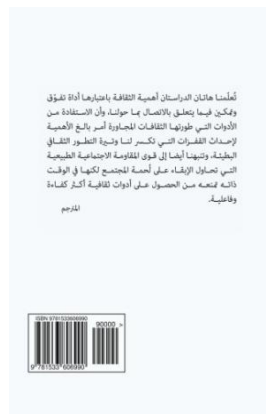 تُعلّمنا هاتان الدراستان أهمية الثقافة باعتبارها أداة تفوّق
وتمكين فيما يتعلق بالاتصال بما حولنا، وأن الاستفادة من
الأدوات التي طورتها الثقافات المجاورة أمر بالغ الأهمية
لإحداث القفزات التي تكسر لنا وتيرة التطور الثقافي
البطيئة، وتنبهنا أيضا إلى قوى المقاومة الاجتماعية الطبيعية
التي تحاول الإبقاء على لُحمة المجتمع لكنها في الوقت
ذاته تمنعه من الحصول على أدوات ثقافية أكثر كفاءة
وفاعلية.
المترجم
ISBN 9781533606990
90000 >
9 781533 606990